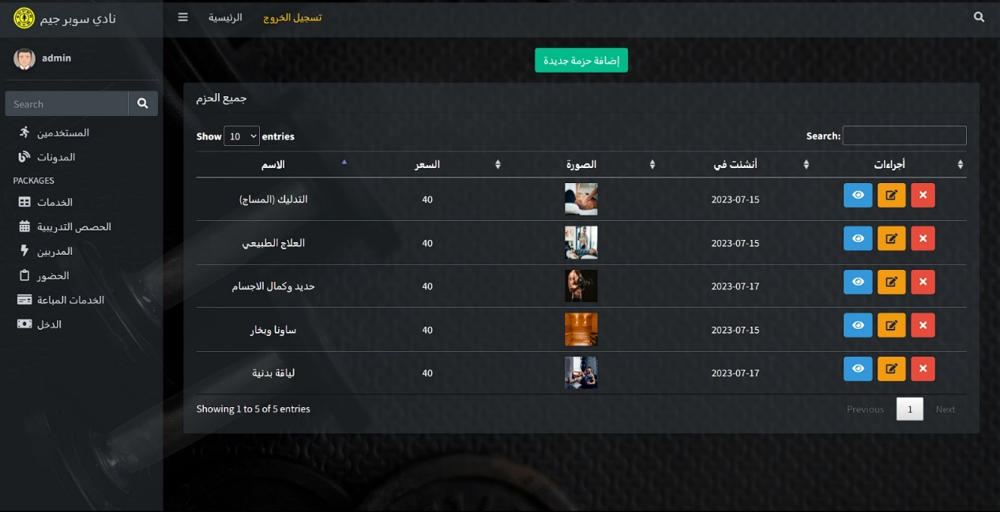 نادي سوبر جيم
الرئيسية
تسجيل الخروج
admin
Search
المستخدمين
المدونات
PACKAGES
الخدمات
الحصص التدريبية
المدربين
الحضور
الخدمات المباعة
الدخل
إضافة حزمة جديدة
جميع الحزم
Show 10 entries
Search:
الاسم السعر الصورة أنشئت في أجراءات
التدليك (المساج) 40 2023-07-15
العلاج الطبيعي 40 2023-07-15
حديد وكمال الاجسام 40 2023-07-17
ساونا وبخار 40 2023-07-15
لياقة بدنية 40 2023-07-17
Showing 1 to 5 of 5 entries
Previous 1 Next